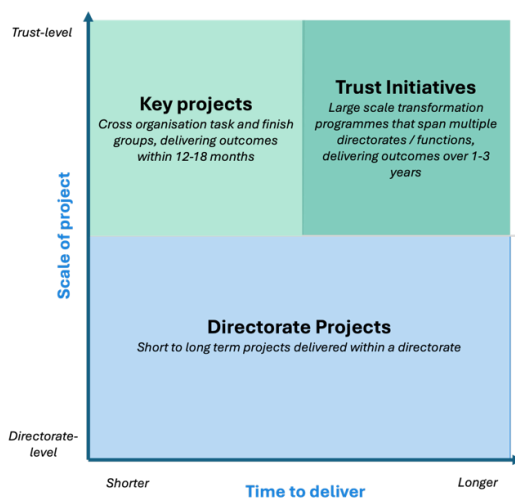 Trust-level
Key projects
Cross organisation task and finish
groups, delivering outcomes
within 12-18 months
Trust Initiatives
Large scale transformation
programmes that span multiple
directorates / functions,
delivering outcomes over 1-3
years
Scale of project
Directorate Projects
Short to long term projects delivered within a directorate
Directorate-
level
Shorter
Time to deliver
Longer